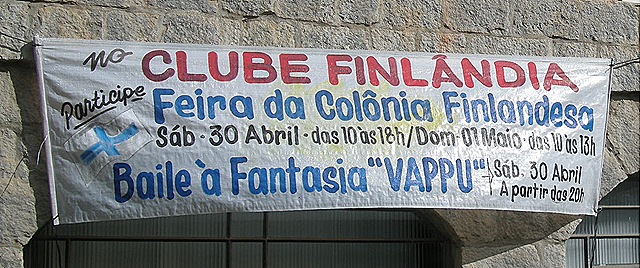 no CLUBE FINLÂNDIA
Participe
Feira da Colônia Finlandesa
Sáb - 30 Abril - das 10 às 18h / Dom - 01 Maio - das 10 às 13h
Baile à Fantasia "VAPPU" Sáb. 30 Abril
A partir das 20h